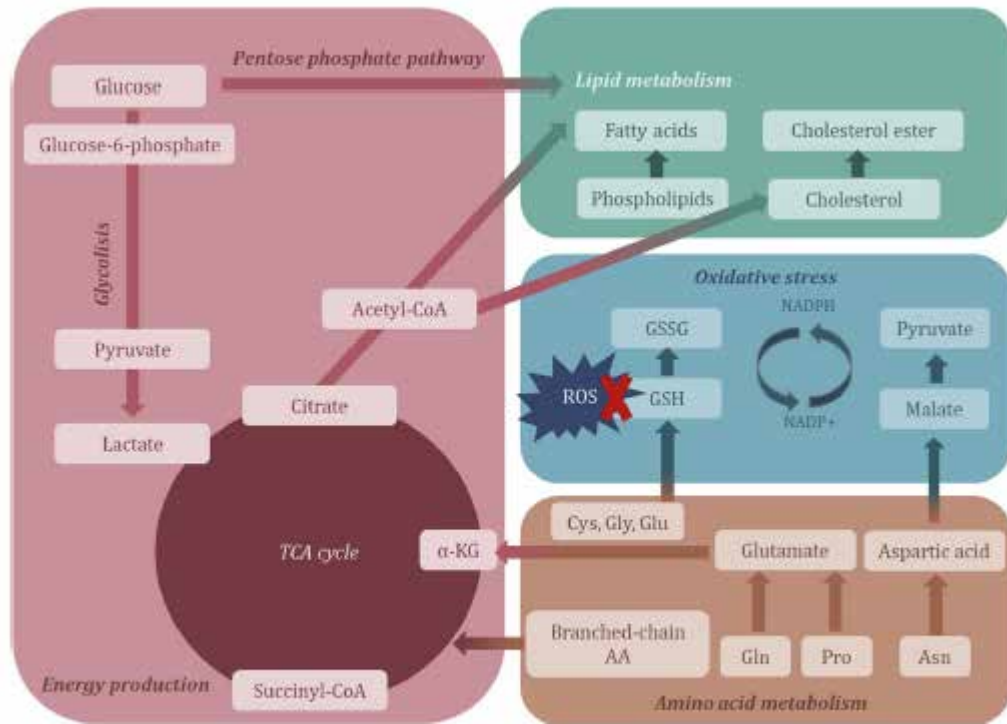 Pentose phosphate pathway
Glucose
Glucose-6-phosphate
Glycolisis
Pyruvate
Lactate
Acetyl-CoA
Citrate
TCA cycle
α-KG
Succinyl-CoA
Energy production
Lipid metabolism
Fatty acids
Cholesterol ester
Phospholipids
Cholesterol
Oxidative stress
GSSG
NADPH
Pyruvate
ROS
GSH
NADP+
Malate
Cys, Gly, Glu
Glutamate
Aspartic acid
Branched-chain
AA
Gln
Pro
Asn
Amino acid metabolism